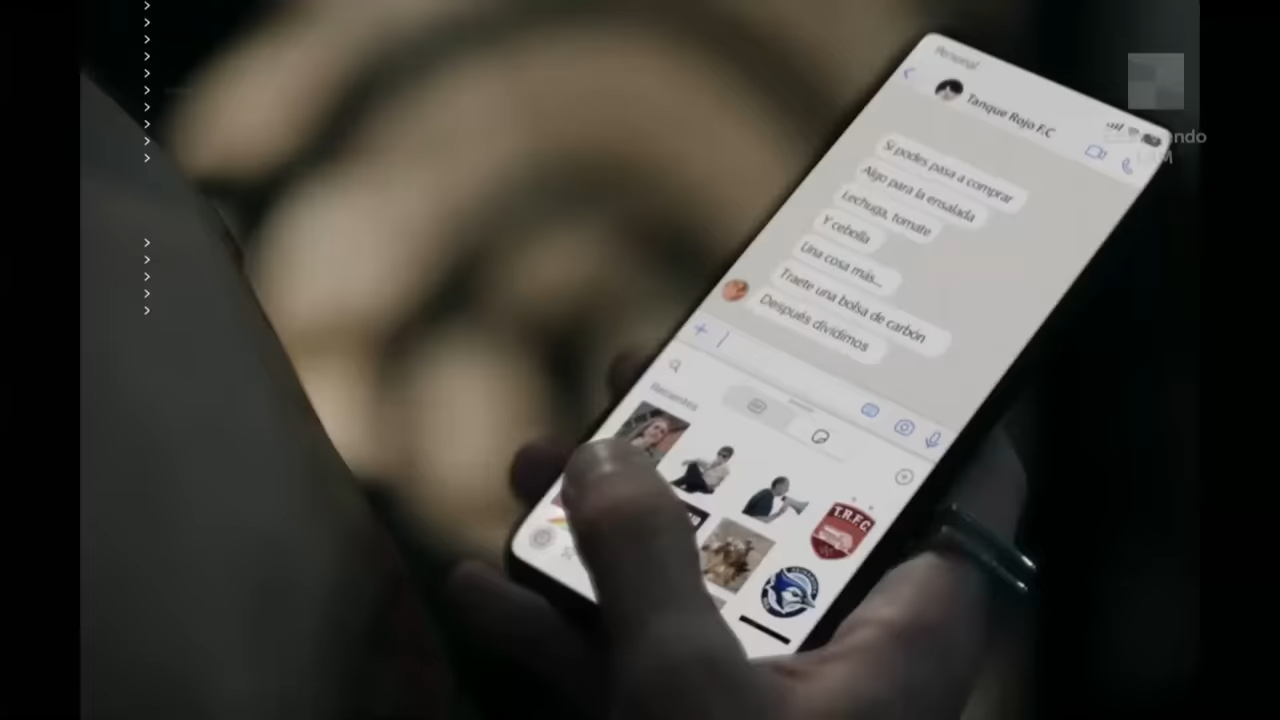 Personal
Tanque Rojo F.C
Si podes pasa a comprar
Algo para la ensalada
Lechuga, tomate
Y cebolla
Una cosa más...
Traete una bolsa de carbón
Después dividimos
Recientes
T.R.F.C